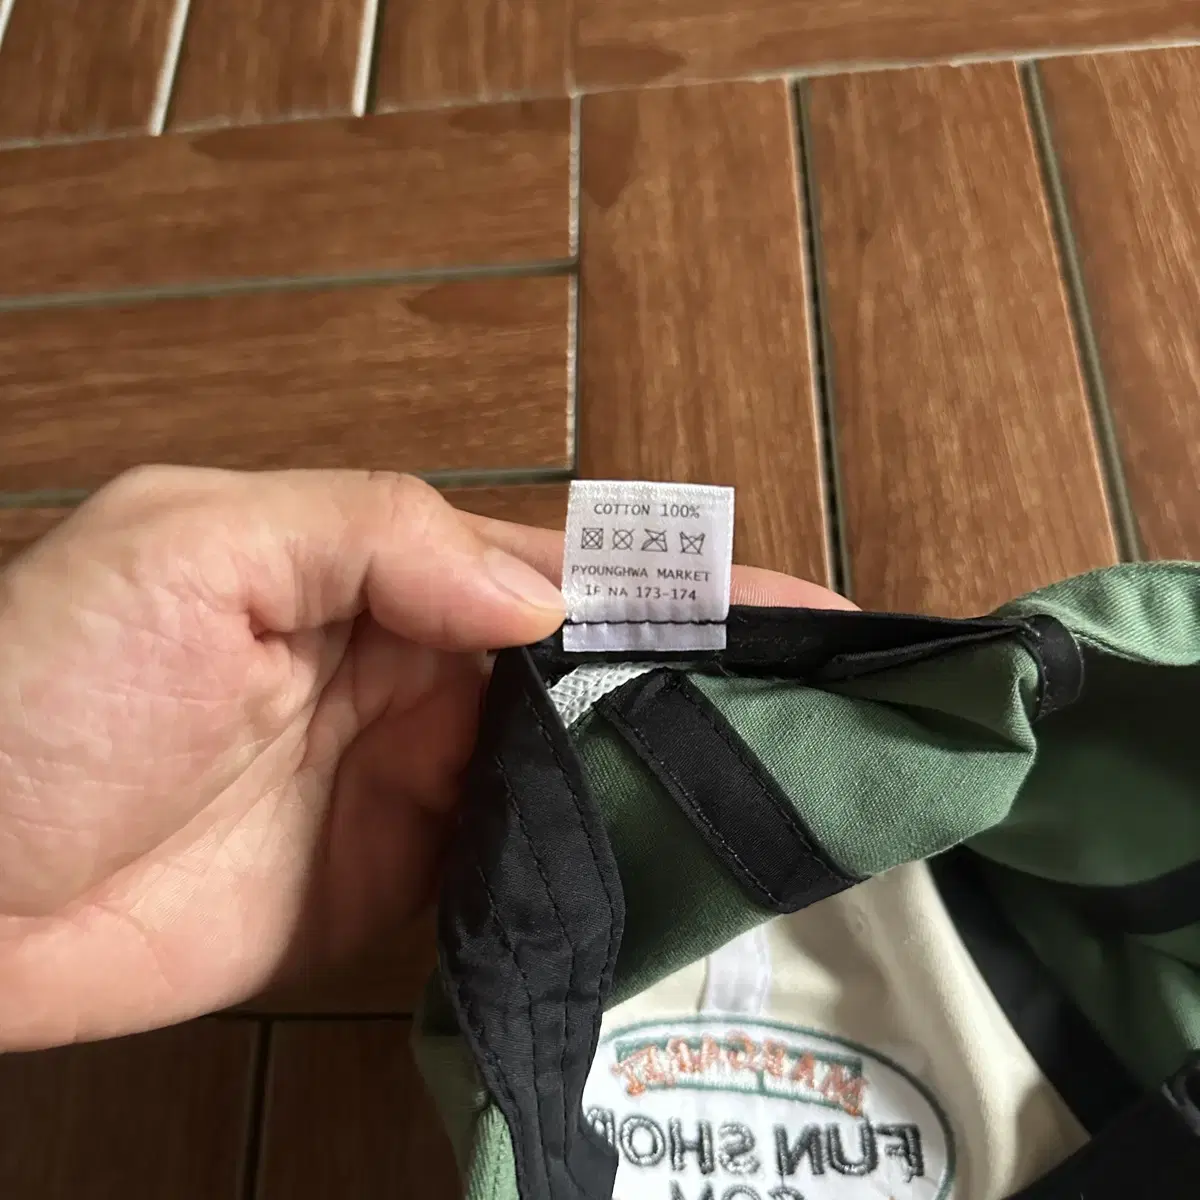 COTTON 100%
PYOUNGHWA MARKET
1F NA 173-174
FUN SHOP